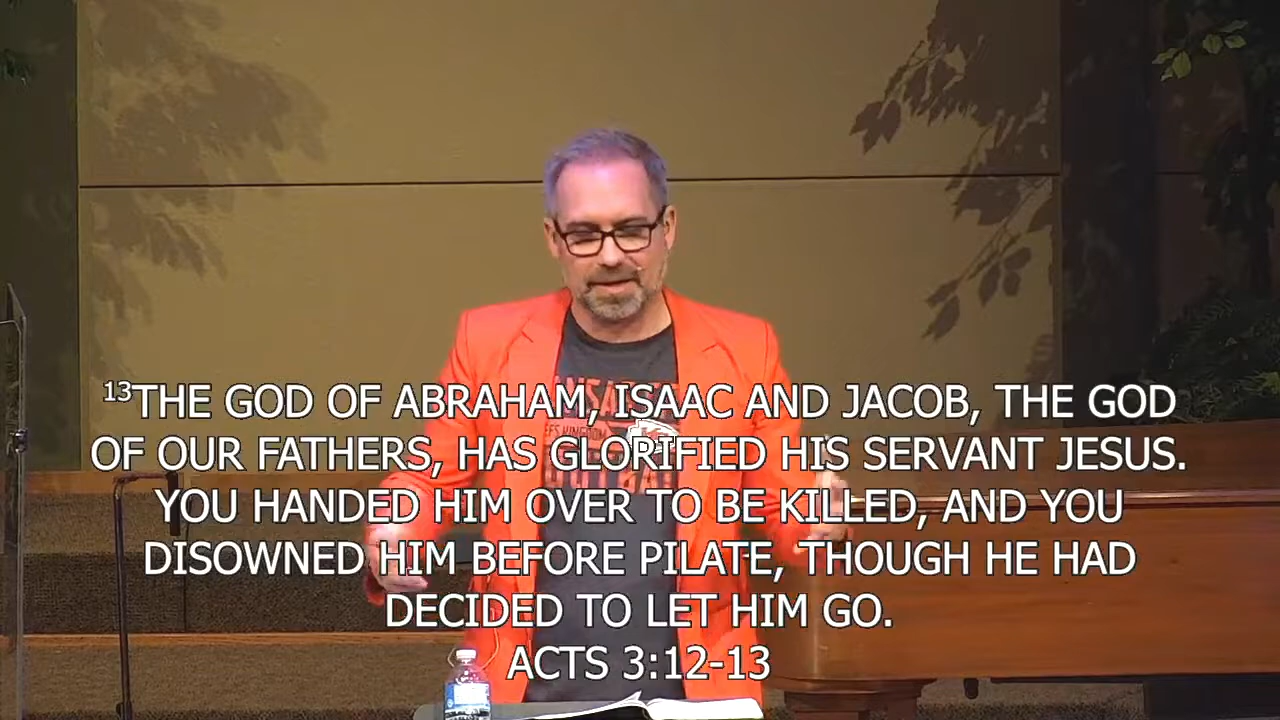 ¹³THE GOD OF ABRAHAM, ISAAC AND JACOB, THE GOD
OF OUR FATHERS, HAS GLORIFIED HIS SERVANT JESUS.
YOU HANDED HIM OVER TO BE KILLED, AND YOU
DISOWNED HIM BEFORE PILATE, THOUGH HE HAD
DECIDED TO LET HIM GO.
ACTS 3:12-13